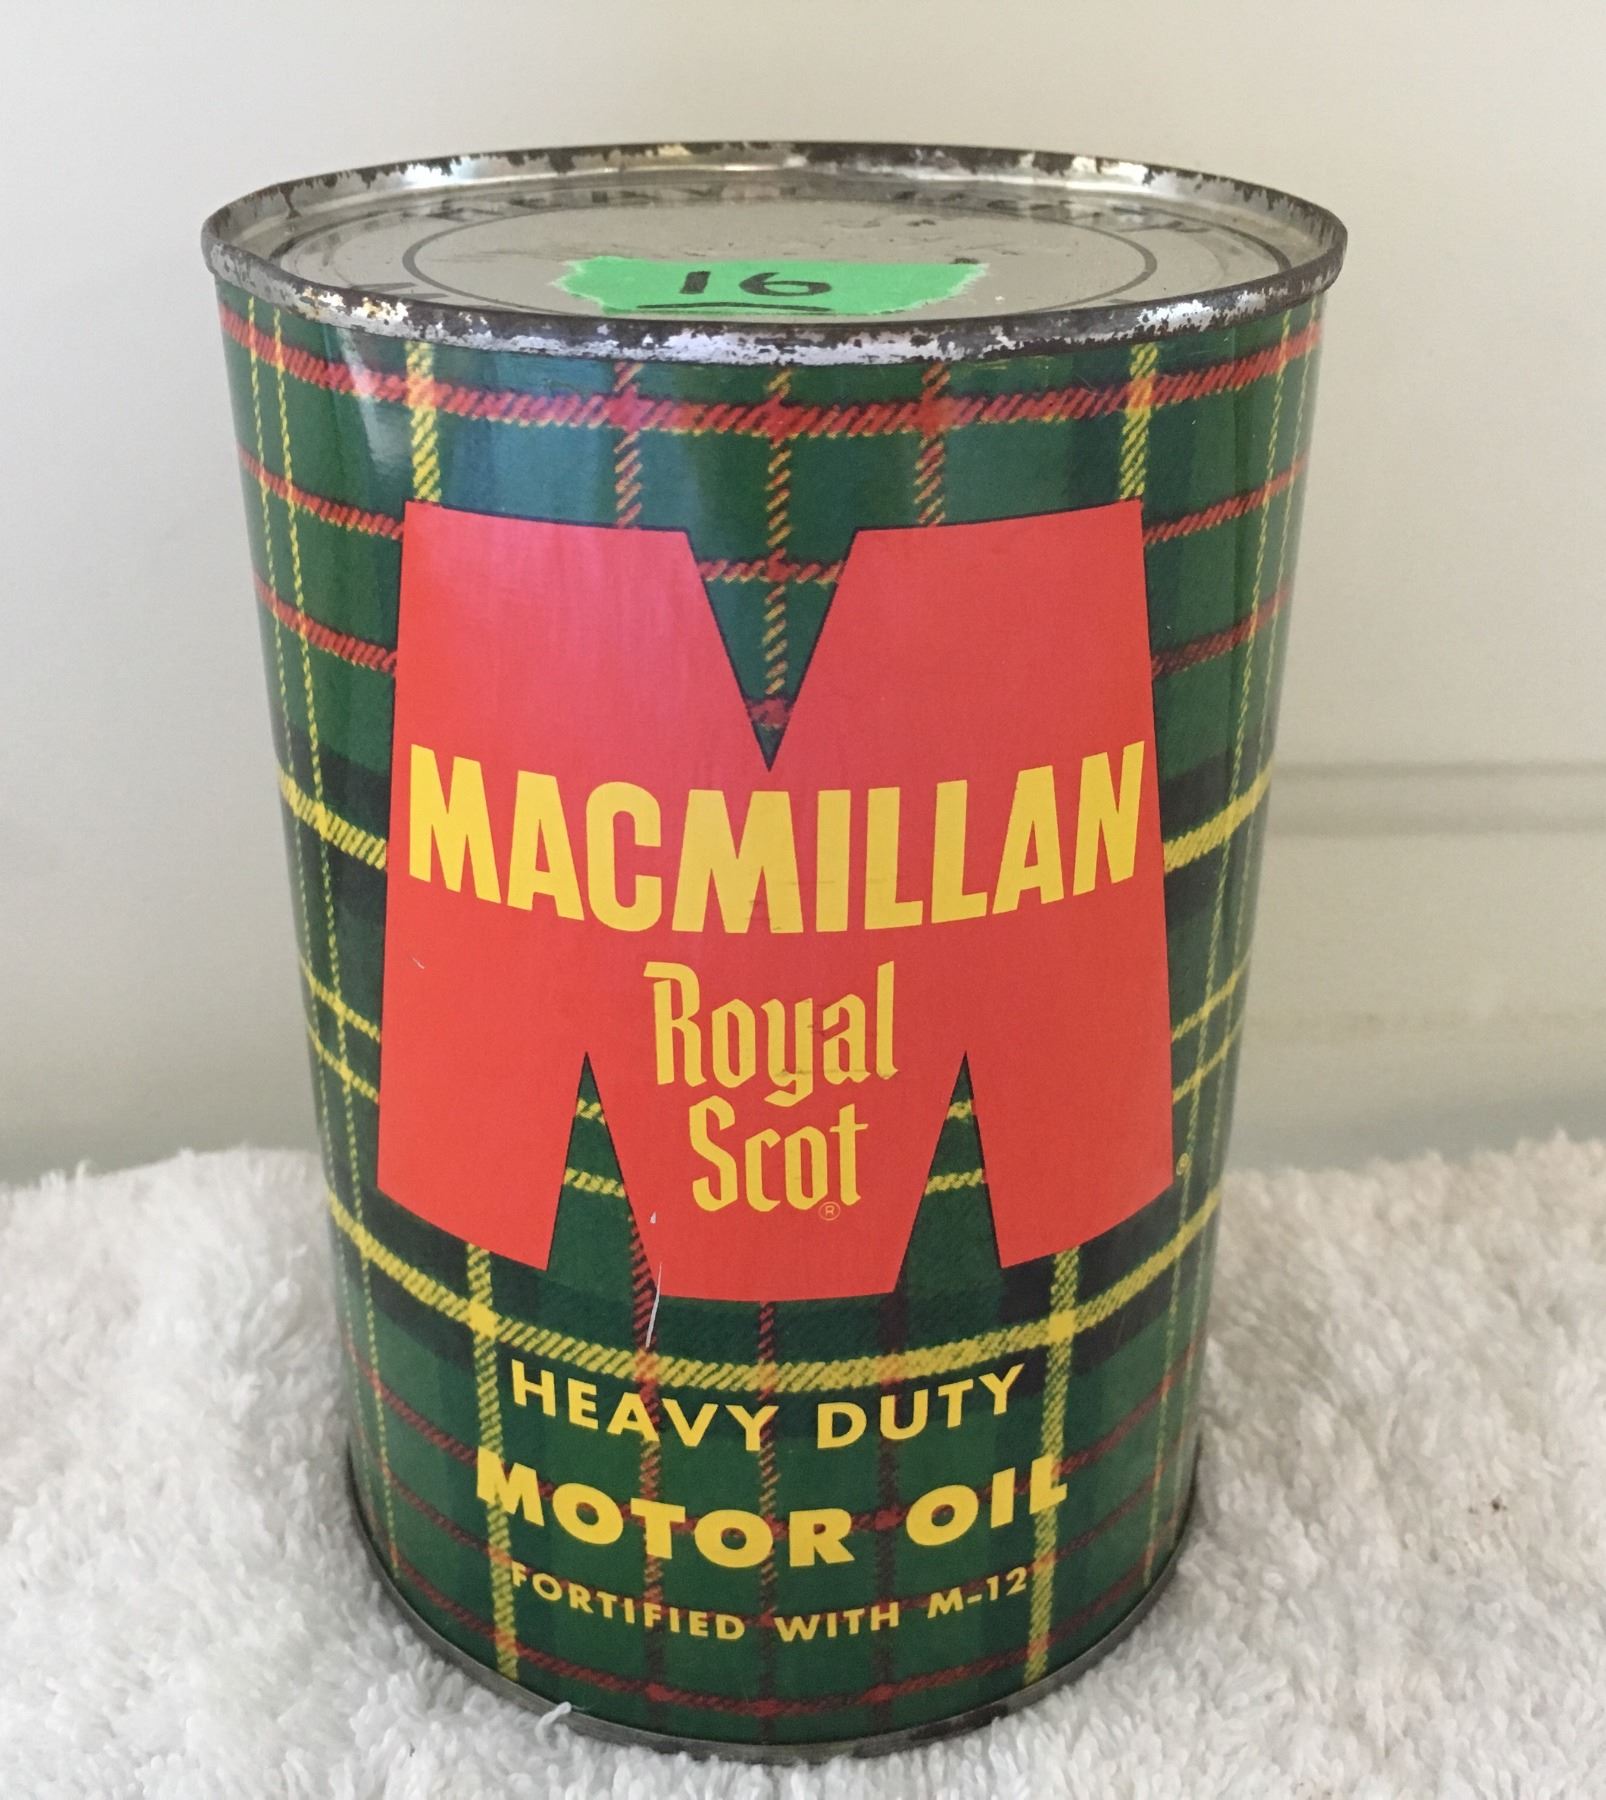 16
MACMILLAN
Royal
Scot®
HEAVY DUTY
MOTOR OIL
FORTIFIED WITH M-12